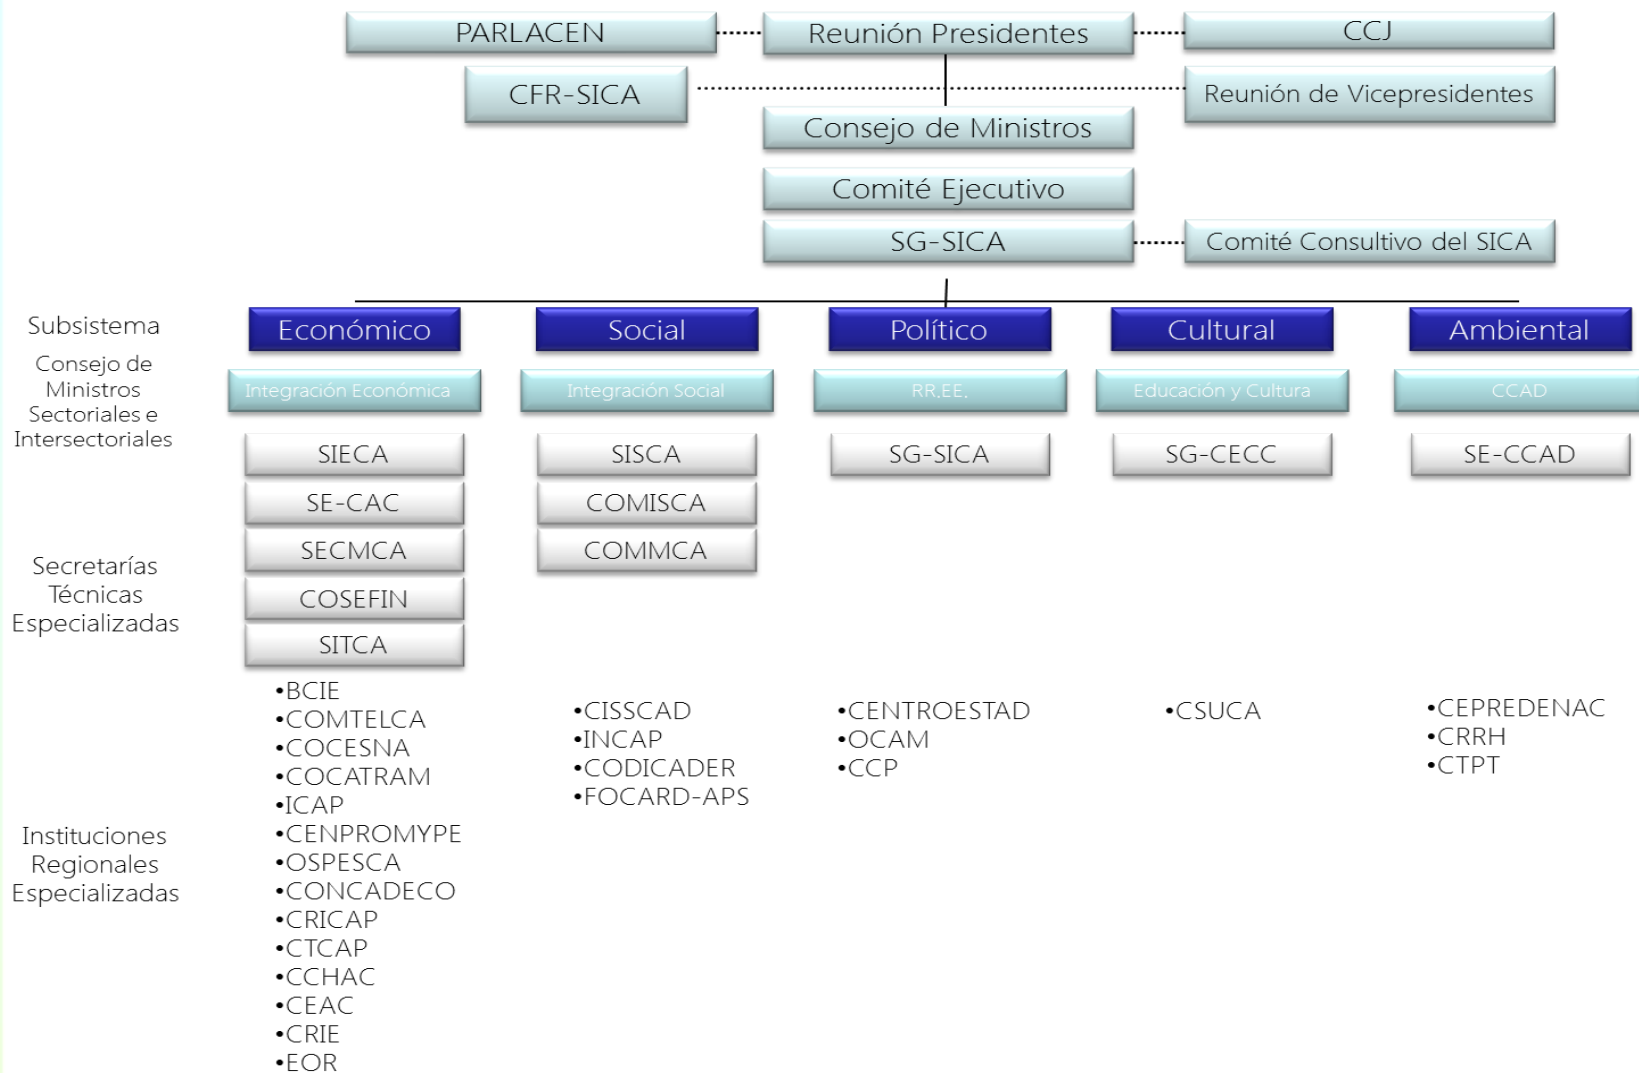 PARLACEN
Reunión Presidentes
CCJ
CFR-SICA
Reunión de Vicepresidentes
Consejo de Ministros
Comité Ejecutivo
SG-SICA
Comité Consultivo del SICA
Subsistema
Económico
Social
Político
Cultural
Ambiental
Consejo de
Ministros
Sectoriales e
Intersectoriales
Integración Económica
Integración Social
RR,EE,
Educación y Cultura
CCAD
Secretarías
Técnicas
Especializadas
SIECA
SE-CAC
SECMCA
COSEFIN
SITCA
SISCA
COMISCA
COMMCA
SG-SICA
SG-CECC
SE-CCAD
Instituciones
Regionales
Especializadas
•BCIE
•COMTELCA
•COCESNA
•COCATRAM
•ICAP
•CENPROMYPE
•OSPESCA
•CONCADECO
•CRICAP
•CTCAP
•CCHAC
•CEAC
•CRIE
•EOR
•CISSCAD
•INCAP
•CODICADER
•FOCARD-APS
•CENTROESTAD
•OCAM
•CCP
•CSUCA
•CEPREDENAC
•CRRH
•CTPT